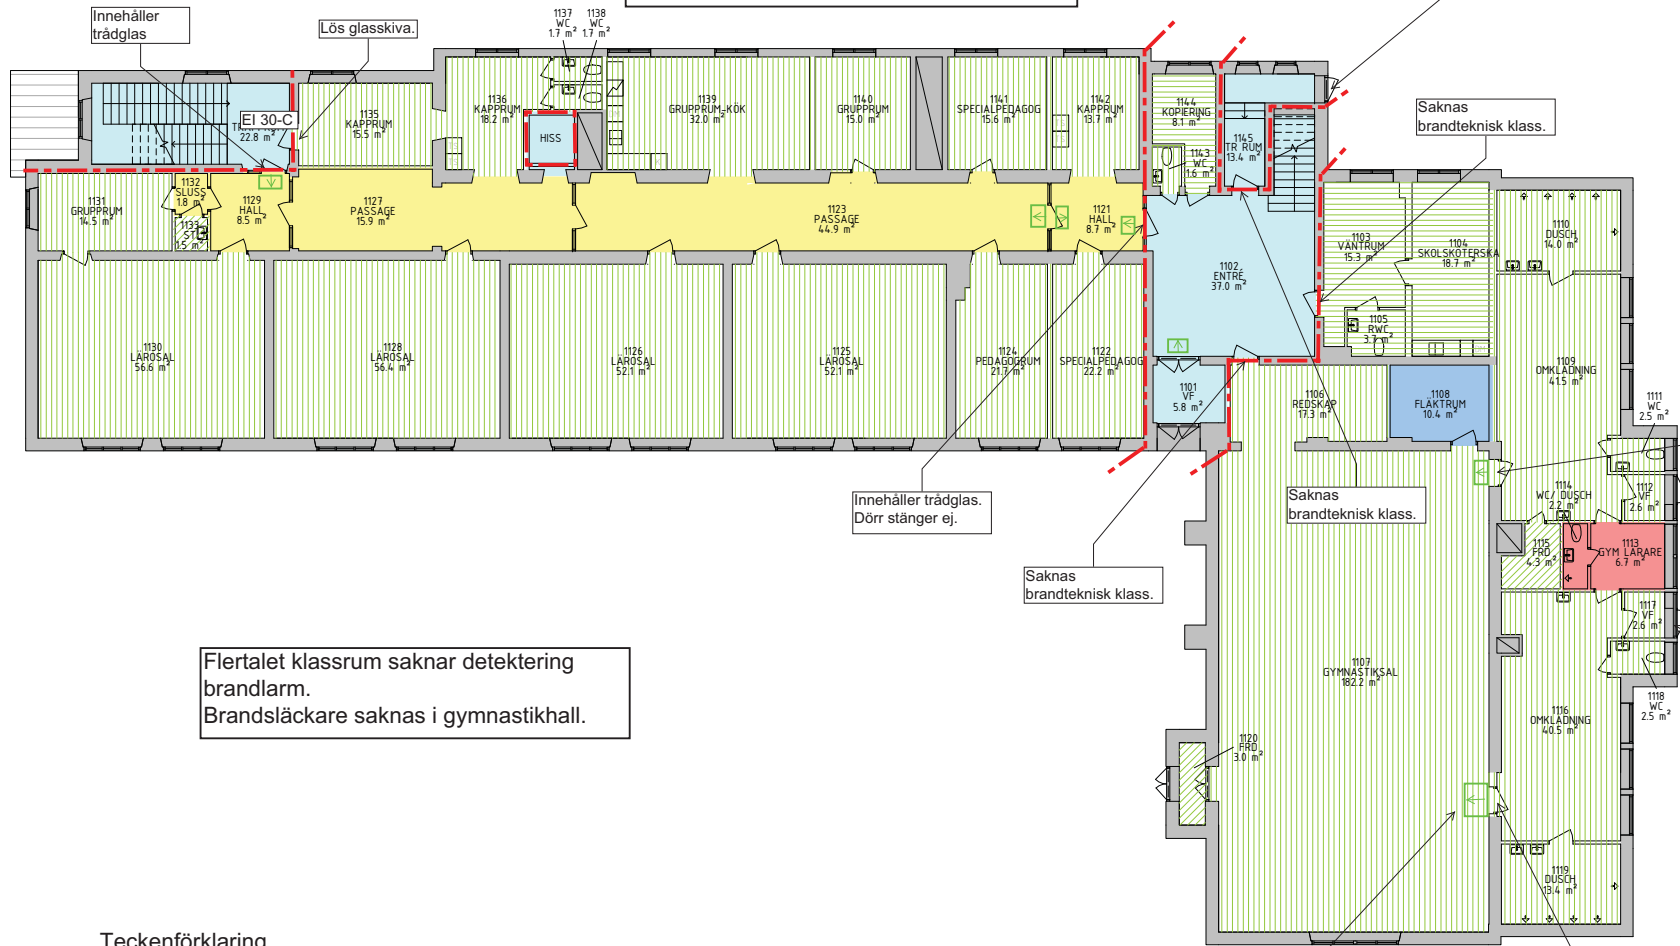 Innehåller
trådglas
Lös glasskiva.
1137
WC
1.7 m²
1138
WC
1.7 m²
EI 30-C
22.8 m²
1135
KAPPRUM
15.5 m²
1136
KAPPRUM
18.2 m²
HISS
1139
GRUPPRUM-KÖK
32.0 m²
1140
GRUPPRUM
15.0 m²
1141
SPECIALPEDAGOG
15.6 m²
1142
KAPPRUM
13.7 m²
1144
KOPIERING
8.1 m²
1143
WC
1.6 m²
1145
TR RUM
13.4 m²
Saknas
brandteknisk klass.
1131
GRUPPRUM
14.5 m²
1132
SLUSS
1.8 m²
1133
ST
1.5 m²
1129
HALL
8.5 m²
1127
PASSAGE
15.9 m²
1123
PASSAGE
44.9 m²
1121
HALL
8.7 m²
1102
ENTRÉ
37.0 m²
1103
VÄNTRUM
15.3 m²
1104
SKOLSKÖTERSKA
18.7 m²
1105
RWC
3.7 m²
1110
DUSCH
14.0 m²
1130
LÄROSAL
56.6 m²
1128
LÄROSAL
56.4 m²
1126
LÄROSAL
52.1 m²
1125
LÄROSAL
52.1 m²
1124
PEDAGOGRUM
21.7 m²
1122
SPECIALPEDAGOG
22.2 m²
1101
VF
5.8 m²
1106
REDSKAP
17.3 m²
1108
FLÄKTRUM
10.4 m²
1109
OMKLÄDNING
41.5 m²
1111
WC
2.5 m²
1112
VF
2.6 m²
1114
WC/ DUSCH
2.2 m²
1115
FRD
4.3 m²
1113
GYM LÄRARE
6.7 m²
1117
VF
2.6 m²
1118
WC
2.5 m²
Innehåller trådglas.
Dörr stänger ej.
Saknas
brandteknisk klass.
Saknas
brandteknisk klass.
Flertalet klassrum saknar detektering
brandlarm.
Brandsläckare saknas i gymnastikhall.
1107
GYMNASTIKSAL
182.2 m²
1116
OMKLÄDNING
40.5 m²
1120
FRD
3.0 m²
1119
DUSCH
13.4 m²
Teckenförklaring